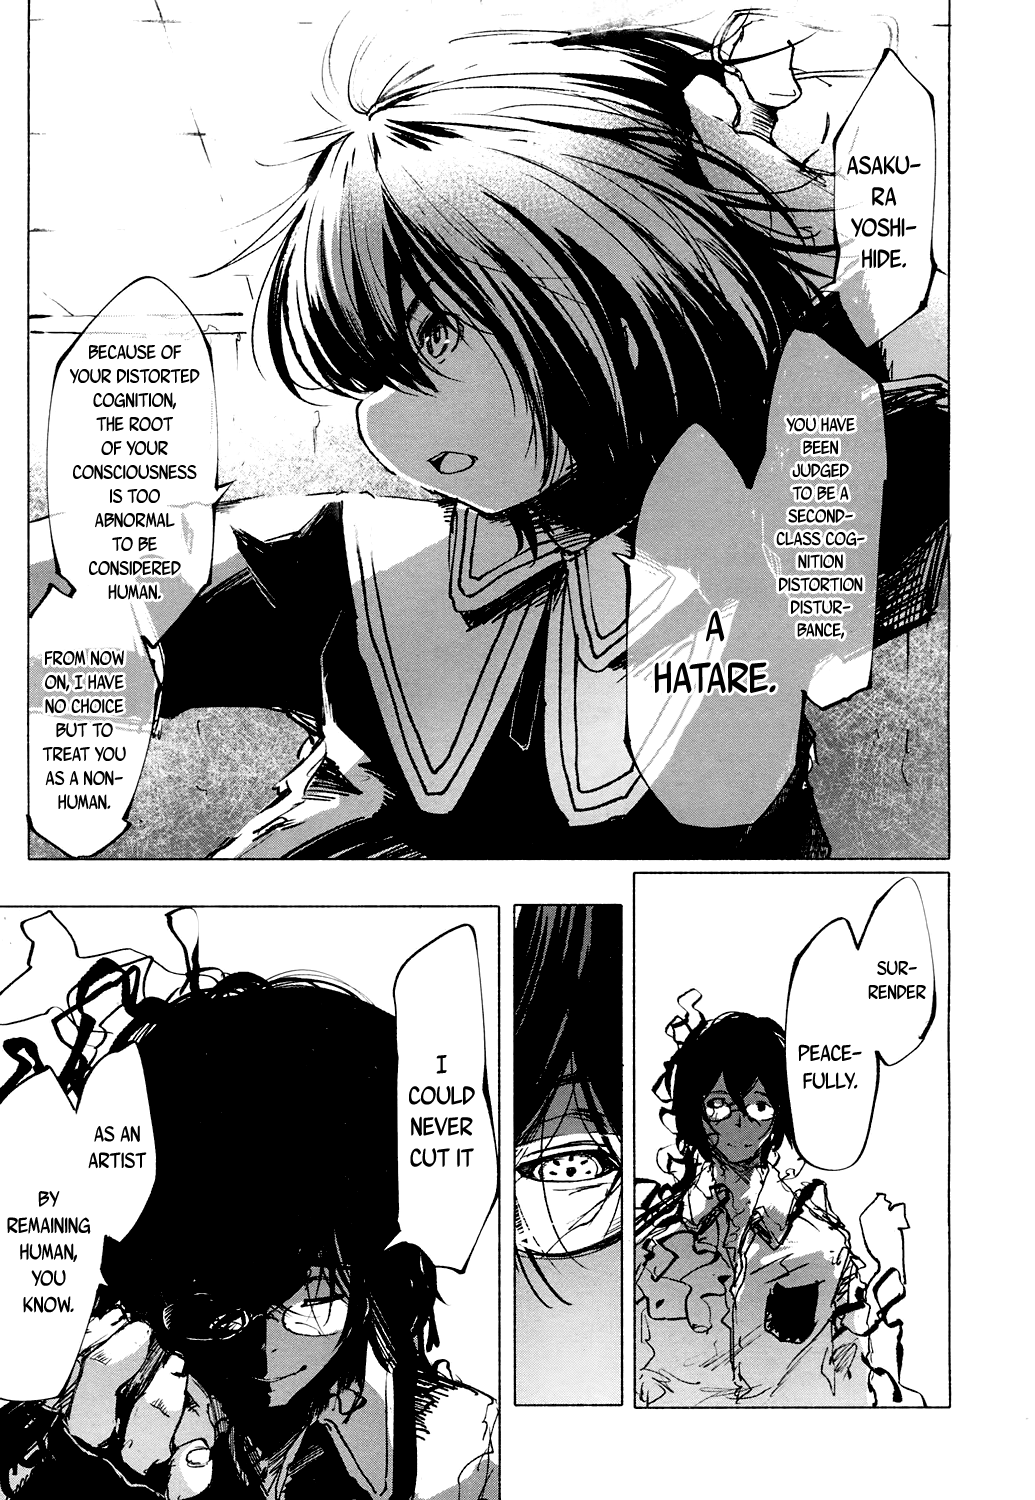 ASAKU-
RA
YOSHI-
HIDE.
YOU HAVE
BEEN
JUDGED
TO BE A
SECOND-
CLASS COG-
NITION
DISTORTION
DISTUR-
BANCE,
A
HATARE.
BECAUSE OF
YOUR DISTORTED
COGNITION,
THE ROOT
OF YOUR
CONSCIOUSNESS
IS TOO
ABNORMAL
TO BE
CONSIDERED
HUMAN.
FROM NOW
ON, I HAVE
NO CHOICE
BUT TO
TREAT YOU
AS A NON-
HUMAN.
SUR-
RENDER
PEACE-
FULLY.
I
COULD
NEVER
CUT IT
AS AN
ARTIST
BY
REMAINING
HUMAN,
YOU
KNOW.